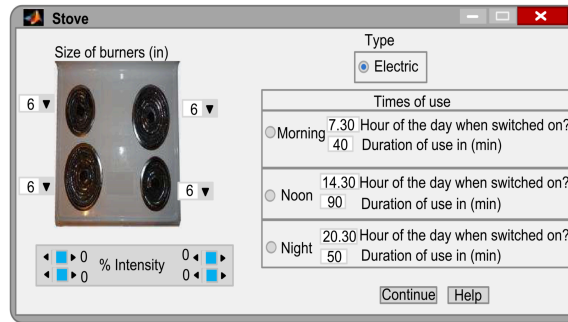 Stove
Size of burners (in)
6 6
6 6
0 % Intensity 0
0 0
Type
Electric
Times of use
Morning 7.30 Hour of the day when switched on?
40 Duration of use in (min)
Noon 14.30 Hour of the day when switched on?
90 Duration of use in (min)
Night 20.30 Hour of the day when switched on?
50 Duration of use in (min)
Continue Help